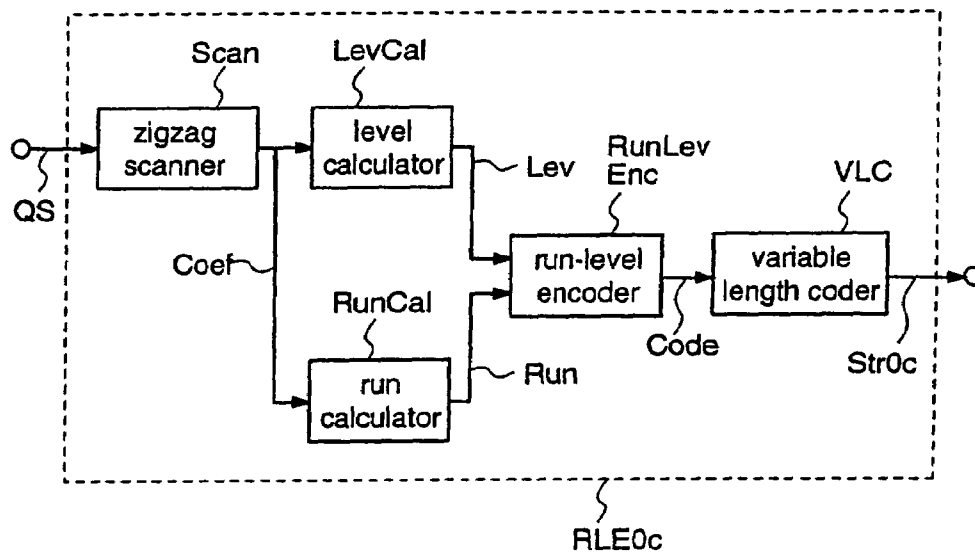 Scan
LevCal
zigzag
scanner
level
calculator
Lev
RunLev
Enc
VLC
QS
Coef
run-level
encoder
variable
length coder
RunCal
Code
Str0c
run
calculator
Run
RLE0c